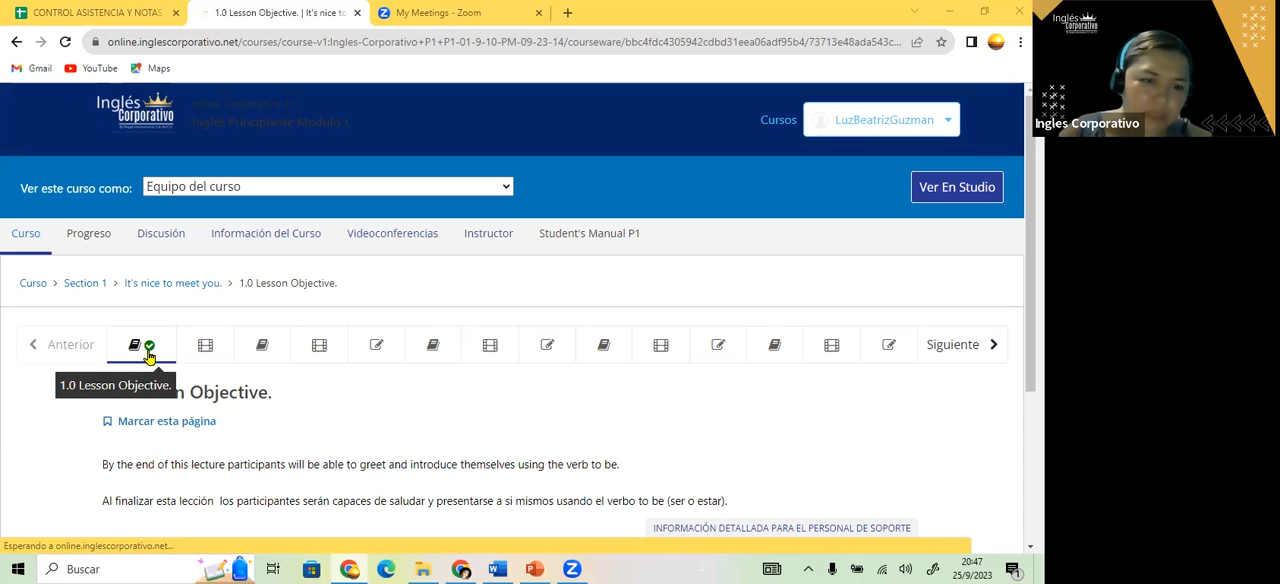 CONTROL ASISTENCIA Y NOTAS
1.0 Lesson Objective. | It's nice to
My Meetings - Zoom
online.inglescorporativo.net/courses/course-v1:Ingles-Corporativo+P1+P1-01-9-10-PM-09-23-14/courseware/bbc4fdc4305942cdbd31eea06adf95b4/73713e48ada543c...
Gmail
YouTube
Maps
Inglés
Corporativo
Inglés Principiante Modulo 1
Cursos
LuzBeatrizGuzman
Ver este curso como:
Equipo del curso
Ver En Studio
Curso
Progreso
Discusión
Información del Curso
Videoconferencias
Instructor
Student's Manual P1
Curso > Section 1 > It's nice to meet you. > 1.0 Lesson Objective.
Anterior
Siguiente
1.0 Lesson Objective.
n Objective.
Marcar esta página
By the end of this lecture participants will be able to greet and introduce themselves using the verb to be.
Al finalizar esta lección los participantes serán capaces de saludar y presentarse a si mismos usando el verbo to be (ser o estar).
INFORMACIÓN DETALLADA PARA EL PERSONAL DE SOPORTE
Esperando a online.inglescorporativo.net...
Buscar
20:47
25/9/2023
Inglés
Corporativo
Ingles Corporativo